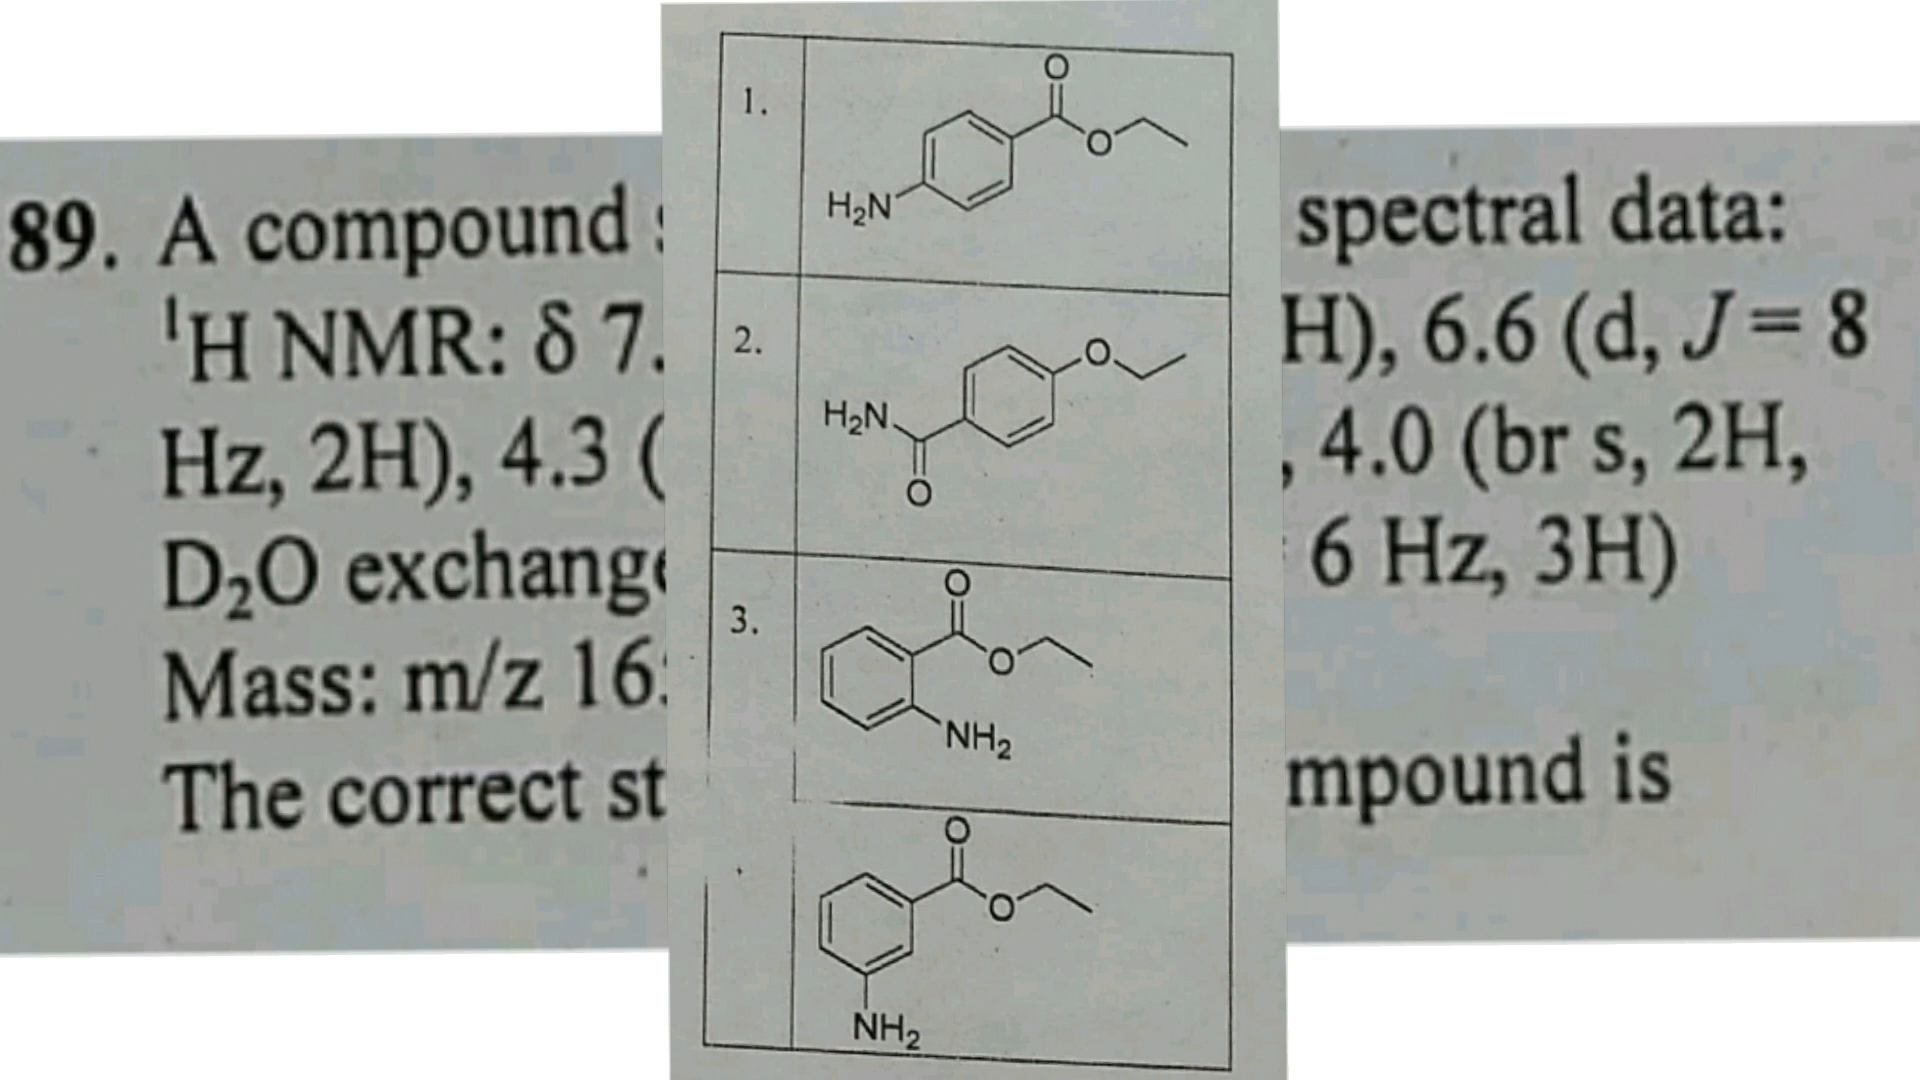 89. A compound spectral data:
¹H NMR: δ 7. H), 6.6 (d, J = 8
Hz, 2H), 4.3 ( , 4.0 (br s, 2H,
D₂O exchange 6 Hz, 3H)
Mass: m/z 16
The correct st mpound is
1.
O
O
H₂N
2.
O
H₂N
O
3.
O
O
NH₂
O
O
NH₂